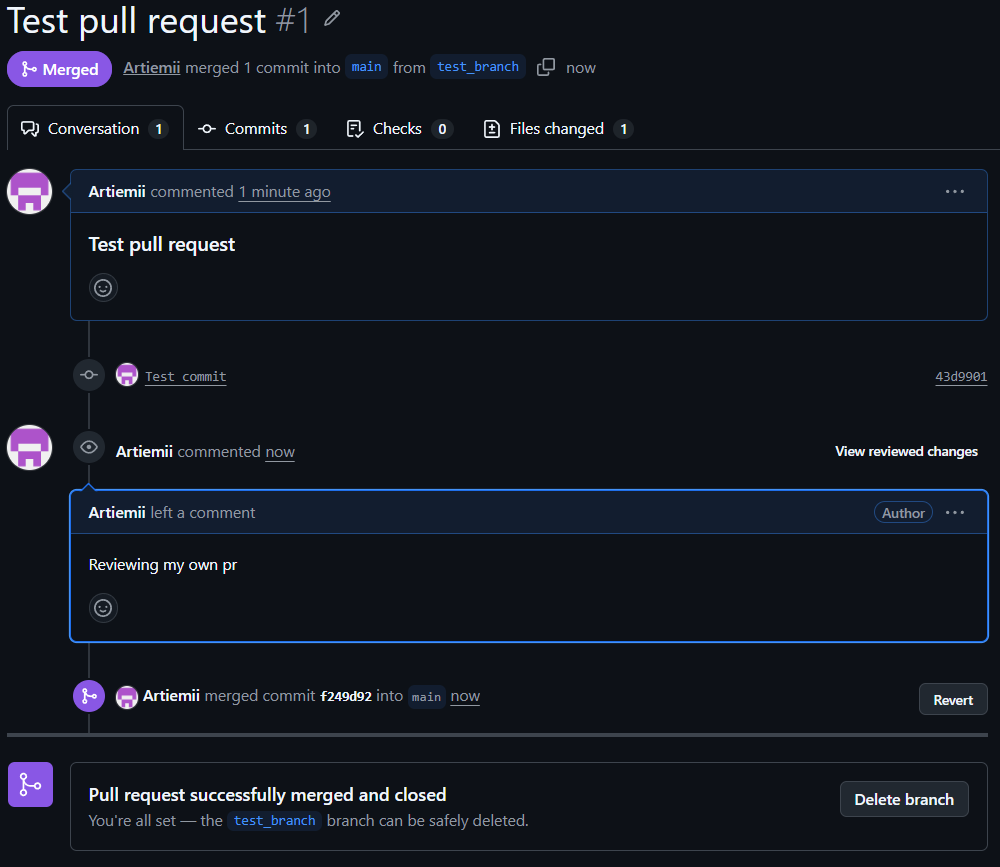 Test pull request #1
Merged Artiemii merged 1 commit into main from test_branch now
Conversation 1 Commits 1 Checks 0 Files changed 1
Artiemii commented 1 minute ago
Test pull request
Test commit 43d9901
Artiemii commented now View reviewed changes
Artiemii left a comment Author
Reviewing my own pr
Artiemii merged commit f249d92 into main now Revert
Pull request successfully merged and closed
You're all set — the test_branch branch can be safely deleted.
Delete branch